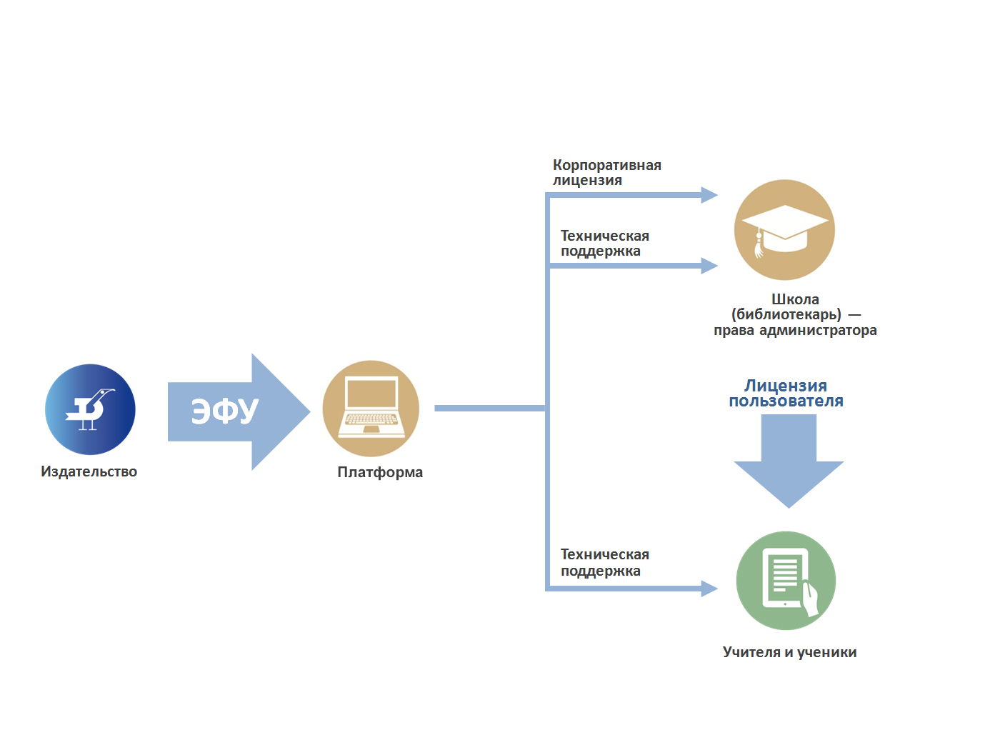 Корпоративная
лицензия
Техническая
поддержка
Школа
(библиотекарь) —
права администратора
Лицензия
пользователя
ЭФУ
Издательство
Платформа
Техническая
поддержка
Учителя и ученики